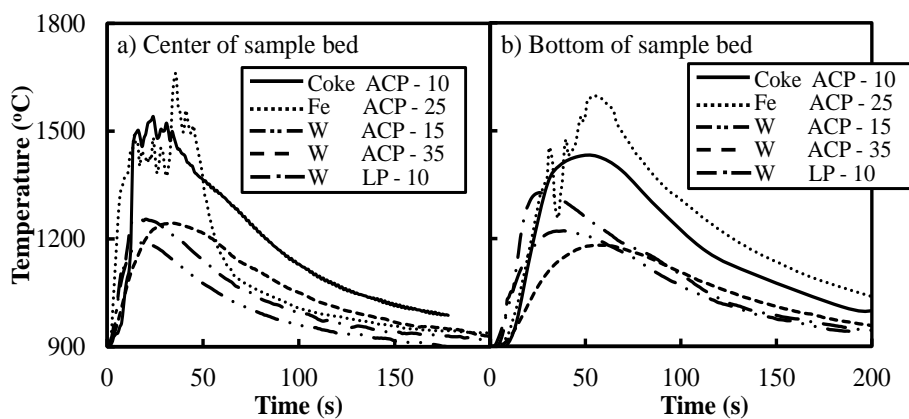 1800
a) Center of sample bed
b) Bottom of sample bed
Coke ACP - 10
Fe ACP - 25
W ACP - 15
W ACP - 35
W LP - 10
Coke ACP - 10
Fe ACP - 25
W ACP - 15
W ACP - 35
W LP - 10
1500
1200
900
Temperature (ºC)
0 50 100 150 0 50 100 150 200
Time (s) Time (s)